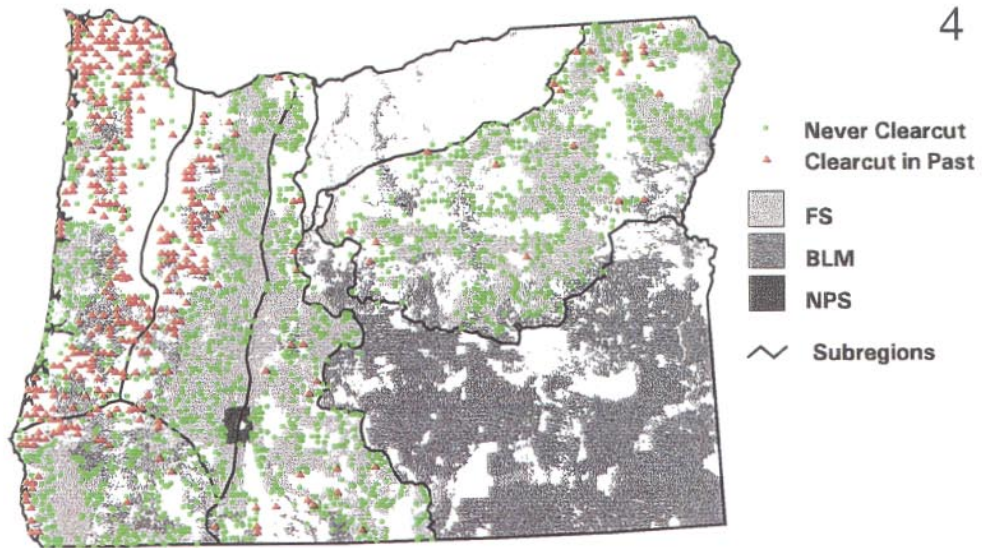 4
Never Clearcut
Clearcut in Past
FS
BLM
NPS
Subregions